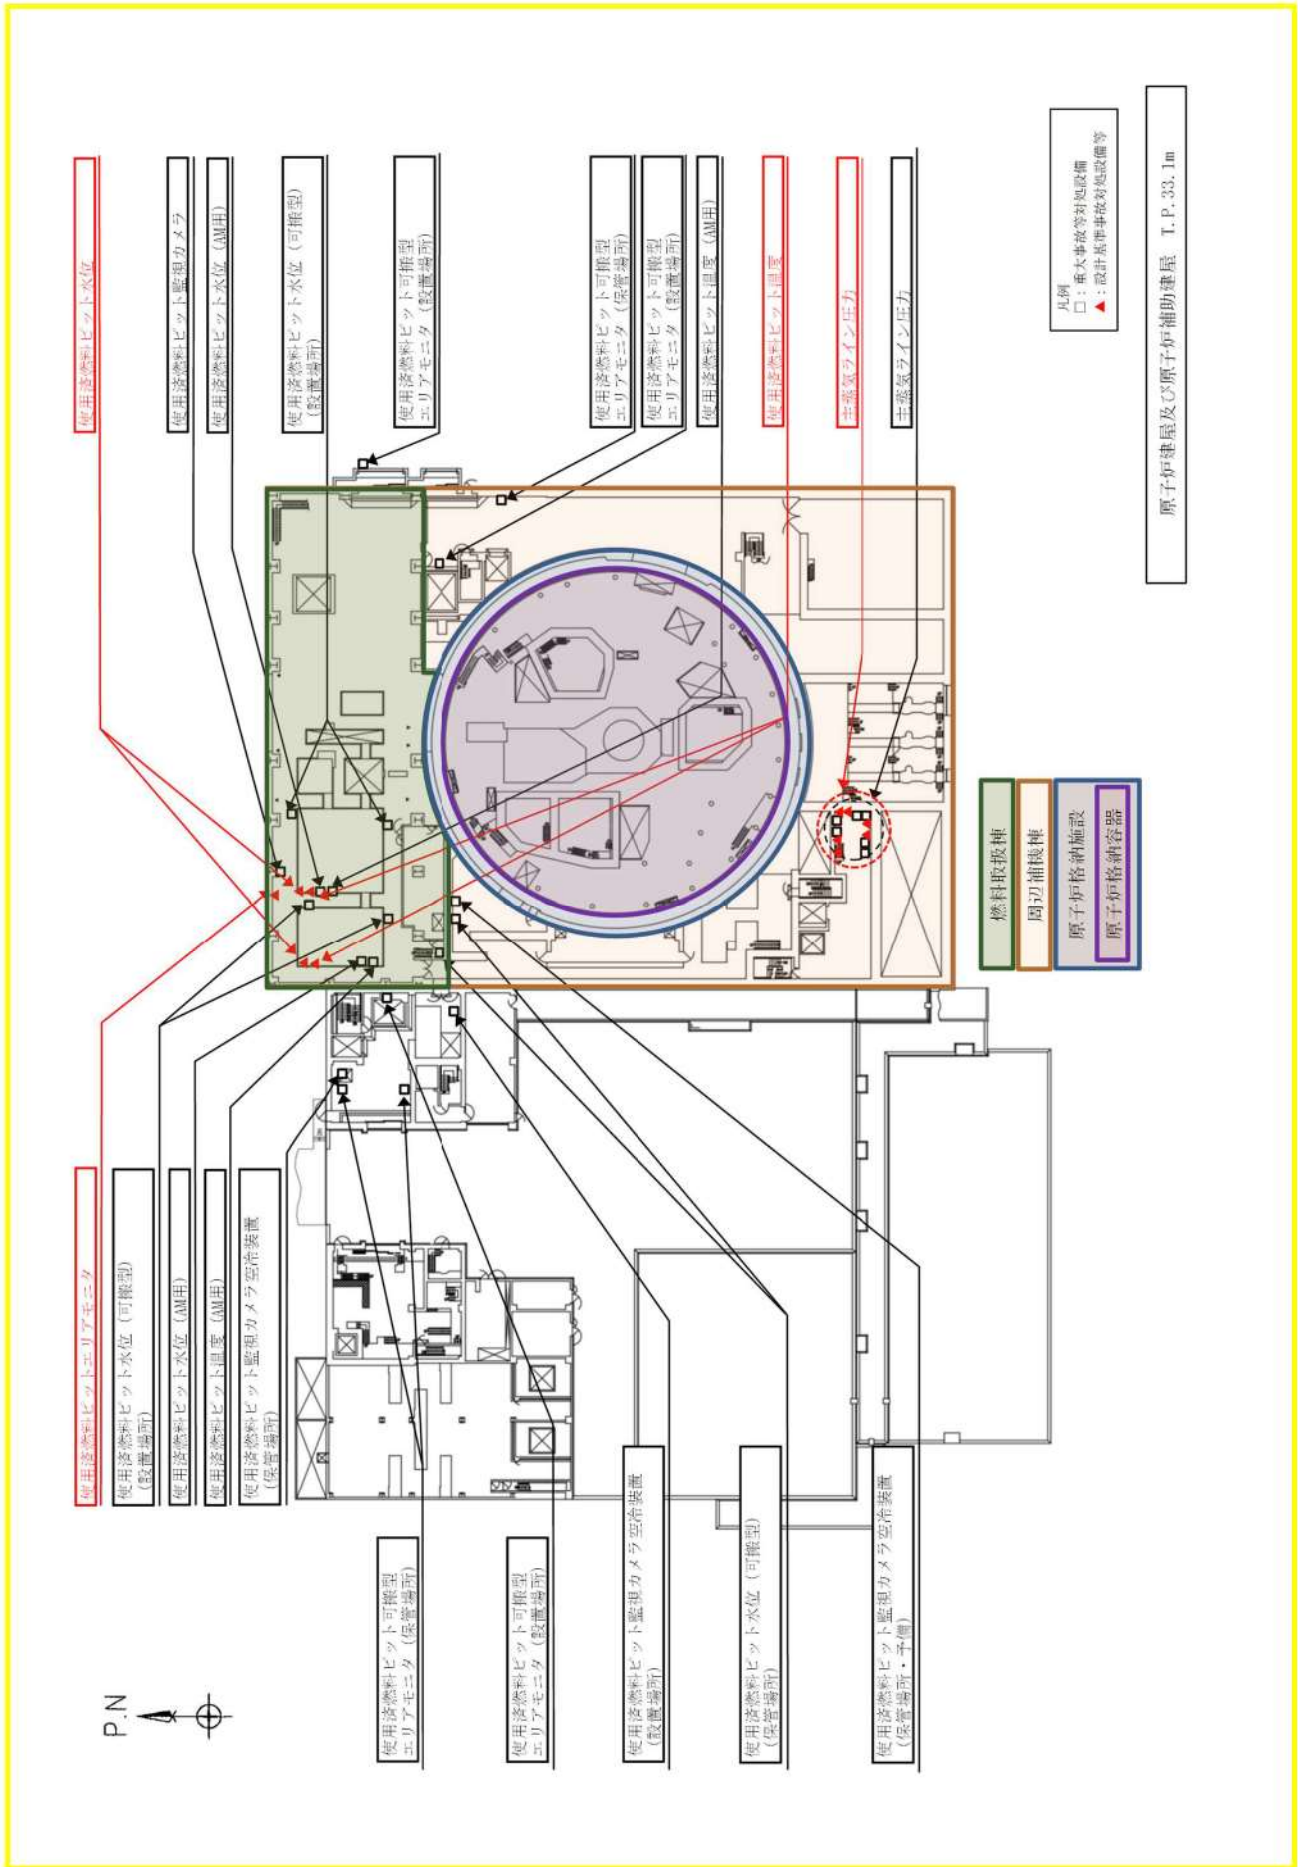 使用済燃料ピット水位
使用済燃料ピット監視カメラ
使用済燃料ピット水位（AM用）
使用済燃料ピット水位（可搬型）
（設置場所）
使用済燃料ピット可搬型
エリアモニタ（設置場所）
使用済燃料ピット可搬型
エリアモニタ（保管場所）
使用済燃料ピット可搬型
エリアモニタ（設置場所）
使用済燃料ピット温度（AM用）
使用済燃料ピット温度
主蒸気ライン圧力
主蒸気ライン圧力
凡例
□：重大事故等対処設備
▲：設計基準事故対処設備等
原子炉建屋及び原子炉補助建屋 T.P.33.1m
燃料取扱棟
周辺補機棟
原子炉格納施設
原子炉格納容器
使用済燃料ピットエリアモニタ
使用済燃料ピット水位（可搬型）
（設置場所）
使用済燃料ピット水位（AM用）
使用済燃料ピット温度（AM用）
使用済燃料ピット監視カメラ空冷装置
（保管場所）
使用済燃料ピット可搬型
エリアモニタ（保管場所）
使用済燃料ピット可搬型
エリアモニタ（設置場所）
使用済燃料ピット監視カメラ空冷装置
（設置場所）
使用済燃料ピット水位（可搬型）
（保管場所）
使用済燃料ピット監視カメラ空冷装置
（保管場所・予備）
P.N